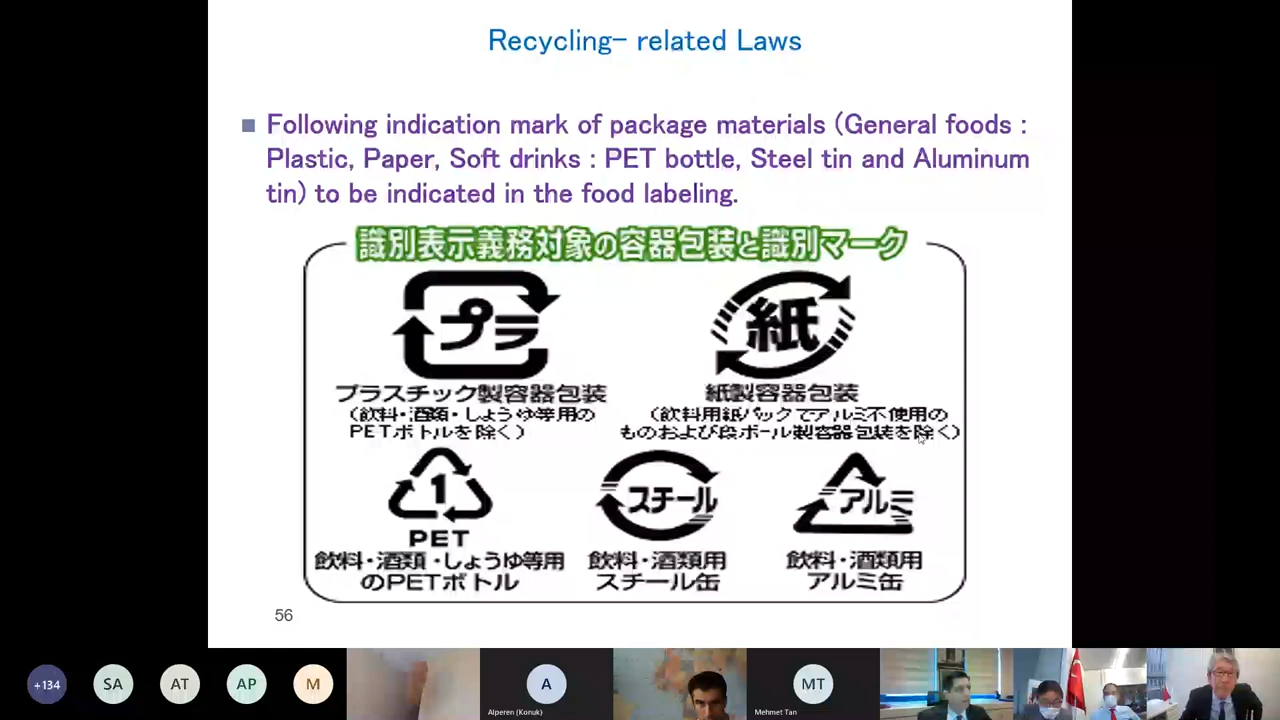 Recycling- related Laws
Following indication mark of package materials (General foods :
Plastic, Paper, Soft drinks : PET bottle, Steel tin and Aluminum
tin) to be indicated in the food labeling.
識別表示義務対象の容器包装と識別マーク
プラ
紙
プラスチック製容器包装
紙製容器包装
(飲料・酒類・しょうゆ等用の
PETボトルを除く)
(飲料用紙パックでアルミ不使用の
ものおよび段ボール製容器包装を除く)
1
スチール
アルミ
PET
飲料・酒類・しょうゆ等用
のPETボトル
飲料・酒類用
スチール缶
飲料・酒類用
アルミ缶
56
+134
SA
AT
AP
M
A
Alperen (Konuk)
MT
Mehmet Tan